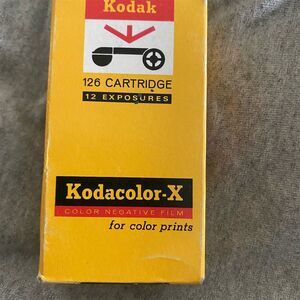 Kodak
126 CARTRIDGE
12 EXPOSURES
Kodacolor-X
COLOR NEGATIVE FILM
for color prints